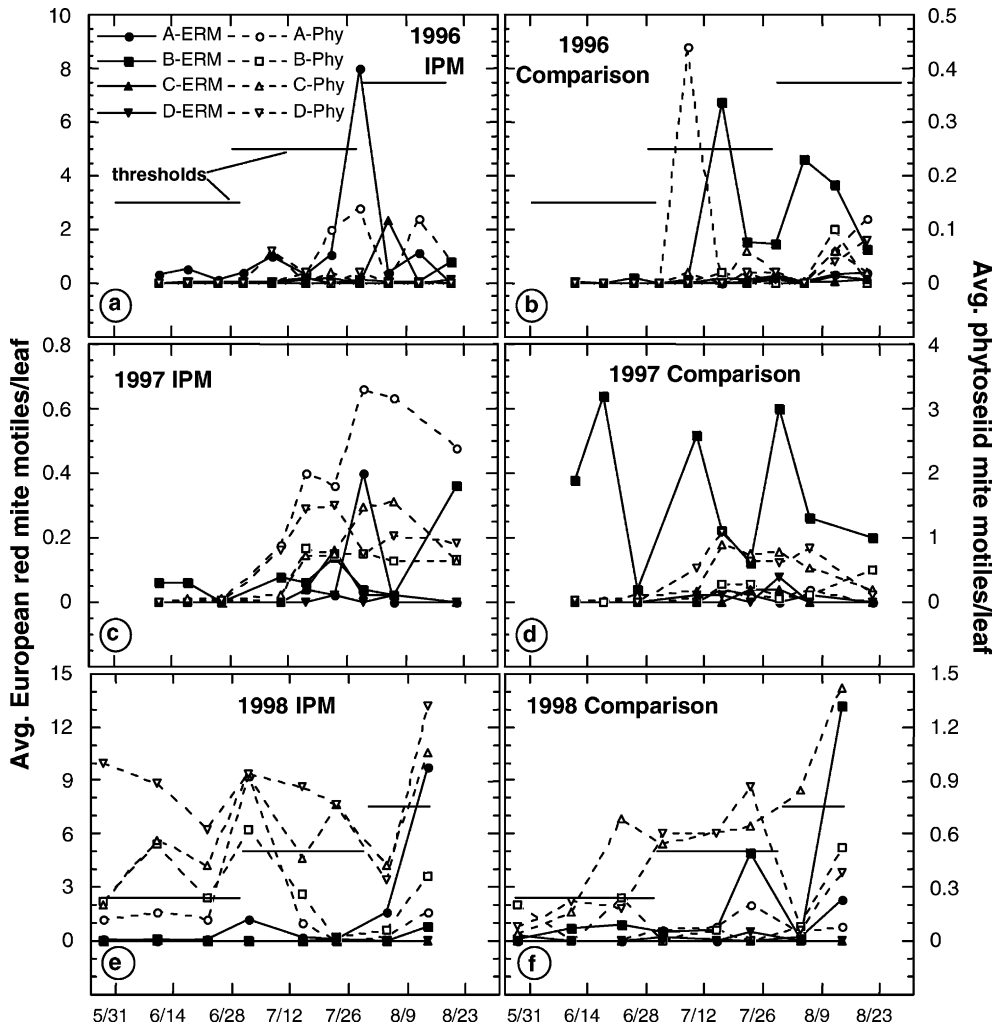 10
8
6
4
2
0
A-ERM A-Phy
B-ERM B-Phy
C-ERM C-Phy
D-ERM D-Phy
1996
IPM
thresholds
a
1996
Comparison
b
0.5
0.4
0.3
0.2
0.1
0
0.8
0.6
0.4
0.2
0
1997 IPM
c
1997 Comparison
d
4
3
2
1
0
15
12
9
6
3
0
1998 IPM
e
1998 Comparison
f
1.5
1.2
0.9
0.6
0.3
0
5/31 6/14 6/28 7/12 7/26 8/9 8/23
5/31 6/14 6/28 7/12 7/26 8/9 8/23
Avg. European red mite motiles/leaf
Avg. phytoseiid mite motiles/leaf